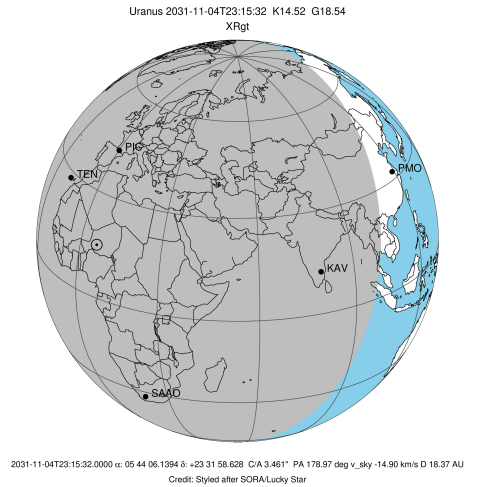 Uranus 2031-11-04T23:15:32 K14.52 G18.54
XRgt
PIC
TEN
PMO
KAV
SAAO
2031-11-04T23:15:32.0000 α: 05 44 06.1394 δ: +23 31 58.628 C/A 3.461" PA 178.97 deg v_sky -14.90 km/s D 18.37 AU
Credit: Styled after SORA/Lucky Star